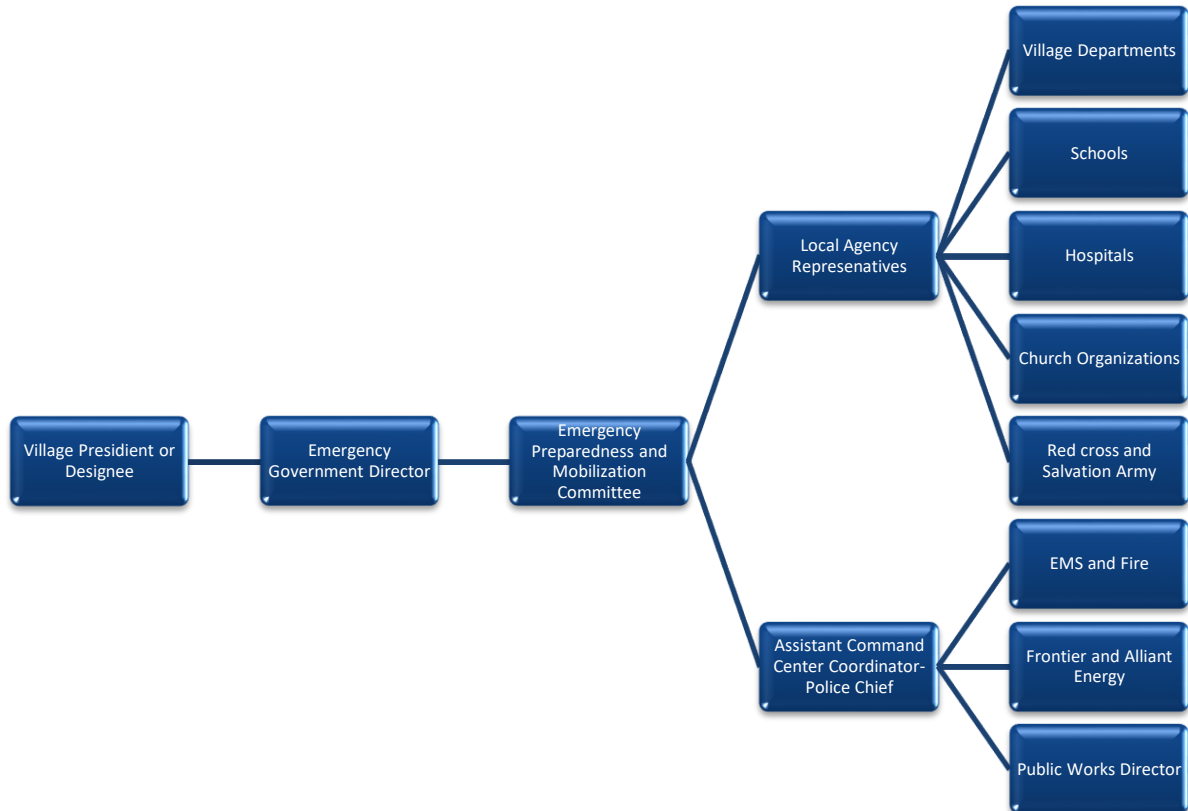 Village Departments
Schools
Local Agency
Represenatives
Hospitals
Church Organizations
Village President or
Designee
Emergency
Government Director
Emergency
Preparedness and
Mobilization
Committee
Red cross and
Salvation Army
EMS and Fire
Assistant Command
Center Coordinator-
Police Chief
Frontier and Alliant
Energy
Public Works Director